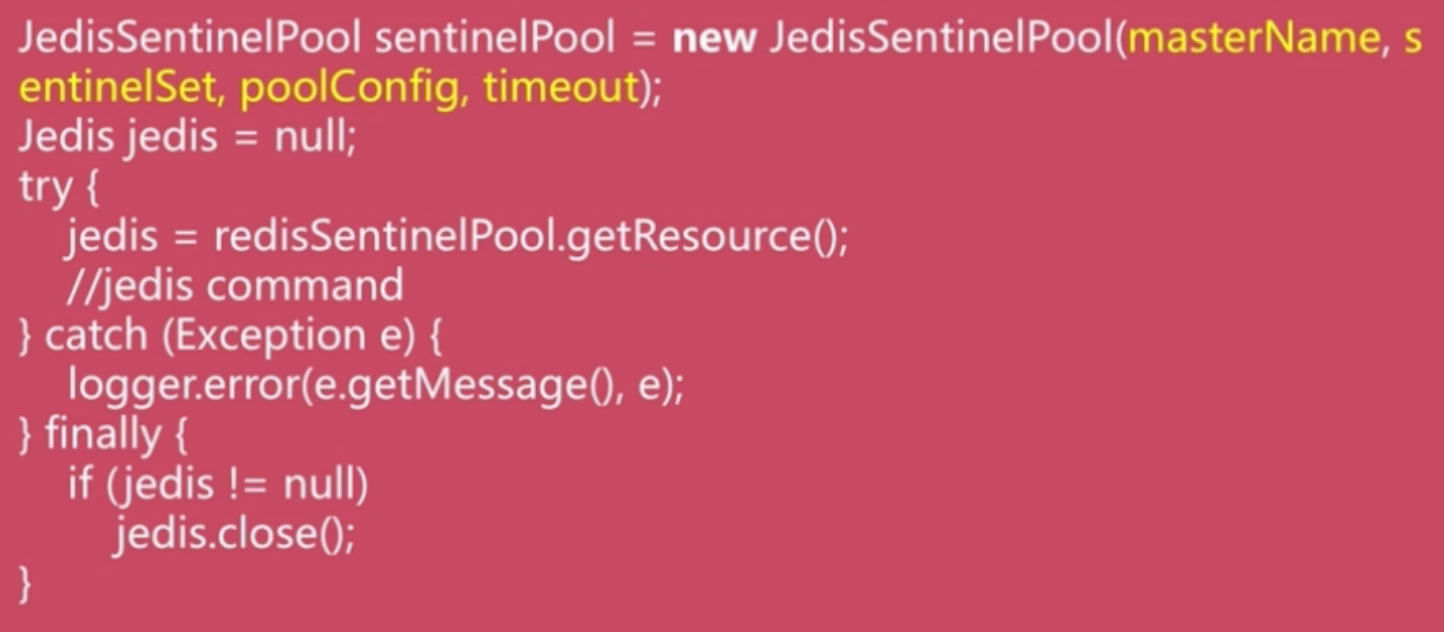 JedisSentinelPool sentinelPool = new JedisSentinelPool(masterName, s
entinelSet, poolConfig, timeout);
Jedis jedis = null;
try {
jedis = redisSentinelPool.getResource();
//jedis command
} catch (Exception e) {
logger.error(e.getMessage(), e);
} finally {
if (jedis != null)
jedis.close();
}